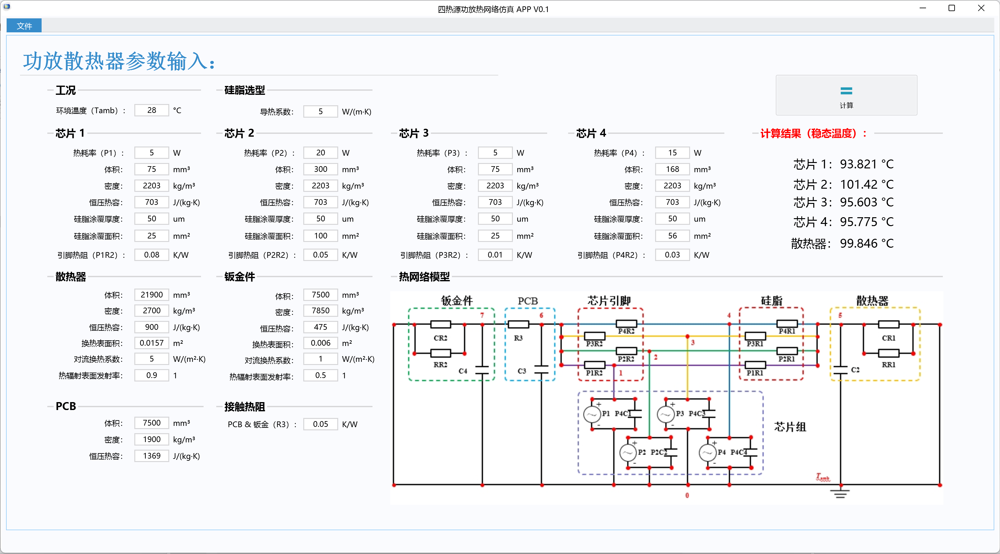 四热源功放热网络仿真 APP V0.1
文件
功放散热器参数输入：
计算
工况
环境温度（Tamb）： 28 °C
硅脂选型
导热系数： 5 W/(m·K)
芯片 1
热耗率（P1）： 5 W
体积： 75 mm³
密度： 2203 kg/m³
恒压热容： 703 J/(kg·K)
硅脂涂覆厚度： 50 um
硅脂涂覆面积： 25 mm²
引脚热阻（P1R2）： 0.08 K/W
芯片 2
热耗率（P2）： 20 W
体积： 300 mm³
密度： 2203 kg/m³
恒压热容： 703 J/(kg·K)
硅脂涂覆厚度： 50 um
硅脂涂覆面积： 100 mm²
引脚热阻（P2R2）： 0.05 K/W
芯片 3
热耗率（P3）： 5 W
体积： 75 mm³
密度： 2203 kg/m³
恒压热容： 703 J/(kg·K)
硅脂涂覆厚度： 50 um
硅脂涂覆面积： 25 mm²
引脚热阻（P3R2）： 0.01 K/W
芯片 4
热耗率（P4）： 15 W
体积： 168 mm³
密度： 2203 kg/m³
恒压热容： 703 J/(kg·K)
硅脂涂覆厚度： 50 um
硅脂涂覆面积： 56 mm²
引脚热阻（P4R2）： 0.03 K/W
计算结果（稳态温度）：
芯片 1： 93.821 °C
芯片 2： 101.42 °C
芯片 3： 95.603 °C
芯片 4： 95.775 °C
散热器： 99.846 °C
散热器
体积： 21900 mm³
密度： 2700 kg/m³
恒压热容： 900 J/(kg·K)
换热表面积： 0.0157 m²
对流换热系数： 5 W/(m²·K)
热辐射表面发射率： 0.9 1
钣金件
体积： 7500 mm³
密度： 7850 kg/m³
恒压热容： 475 J/(kg·K)
换热表面积： 0.006 m²
对流换热系数： 1 W/(m²·K)
热辐射表面发射率： 0.5 1
PCB
体积： 7500 mm³
密度： 1900 kg/m³
恒压热容： 1369 J/(kg·K)
接触热阻
PCB & 钣金（R3）： 0.05 K/W
热网络模型
钣金件 PCB 芯片引脚 硅脂 散热器
7 6 4 5
P4R2 P4R1
CR2 R3 CR1
P3R2 3 P3R1
2 P2R2 P2R1
RR2 RR1
C4 C3 P1R2 1 P1R1 C2
+ P1 P4C1 - + P3 P4C3 -
芯片组
+ P2 P2C2 - + P4 P4C4 -
Tamb
0